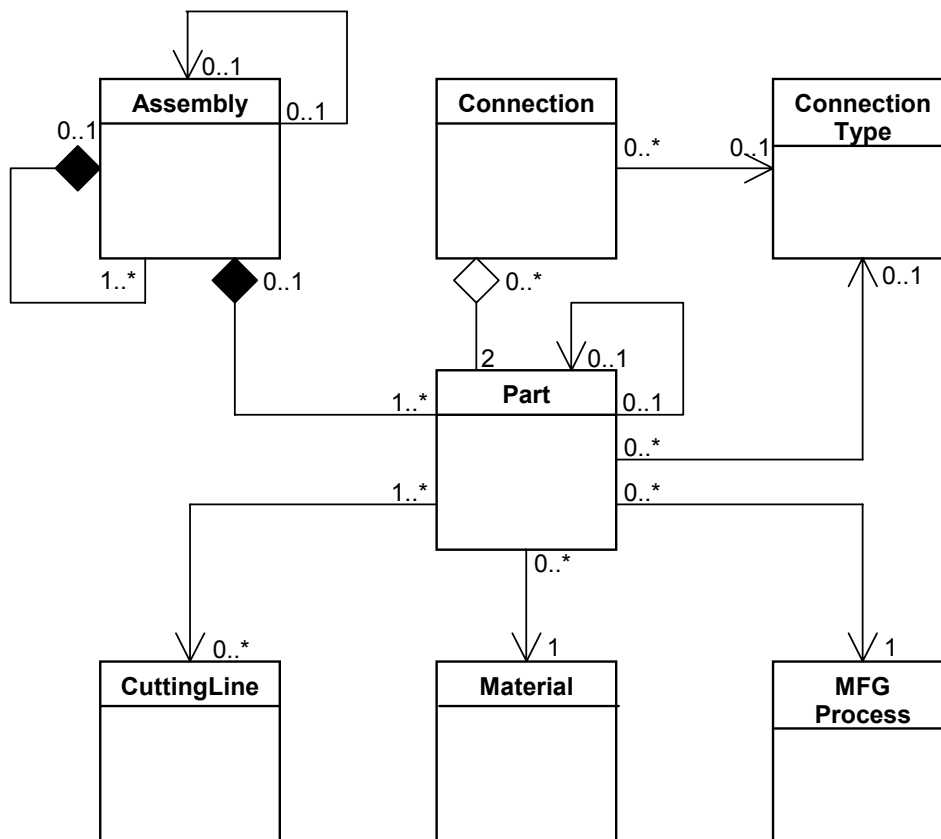 0..1
Assembly
0..1
0..1
1..*
0..1
Connection
0..*
0..1
Connection
Type
0..*
0..1
2
0..1
Part
1..*
0..1
0..*
1..*
0..*
0..*
0..*
1
1
CuttingLine
Material
MFG
Process